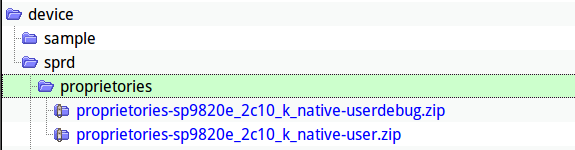 device
sample
sprd
proprietories
proprietories-sp9820e_2c10_k_native-userdebug.zip
proprietories-sp9820e_2c10_k_native-user.zip